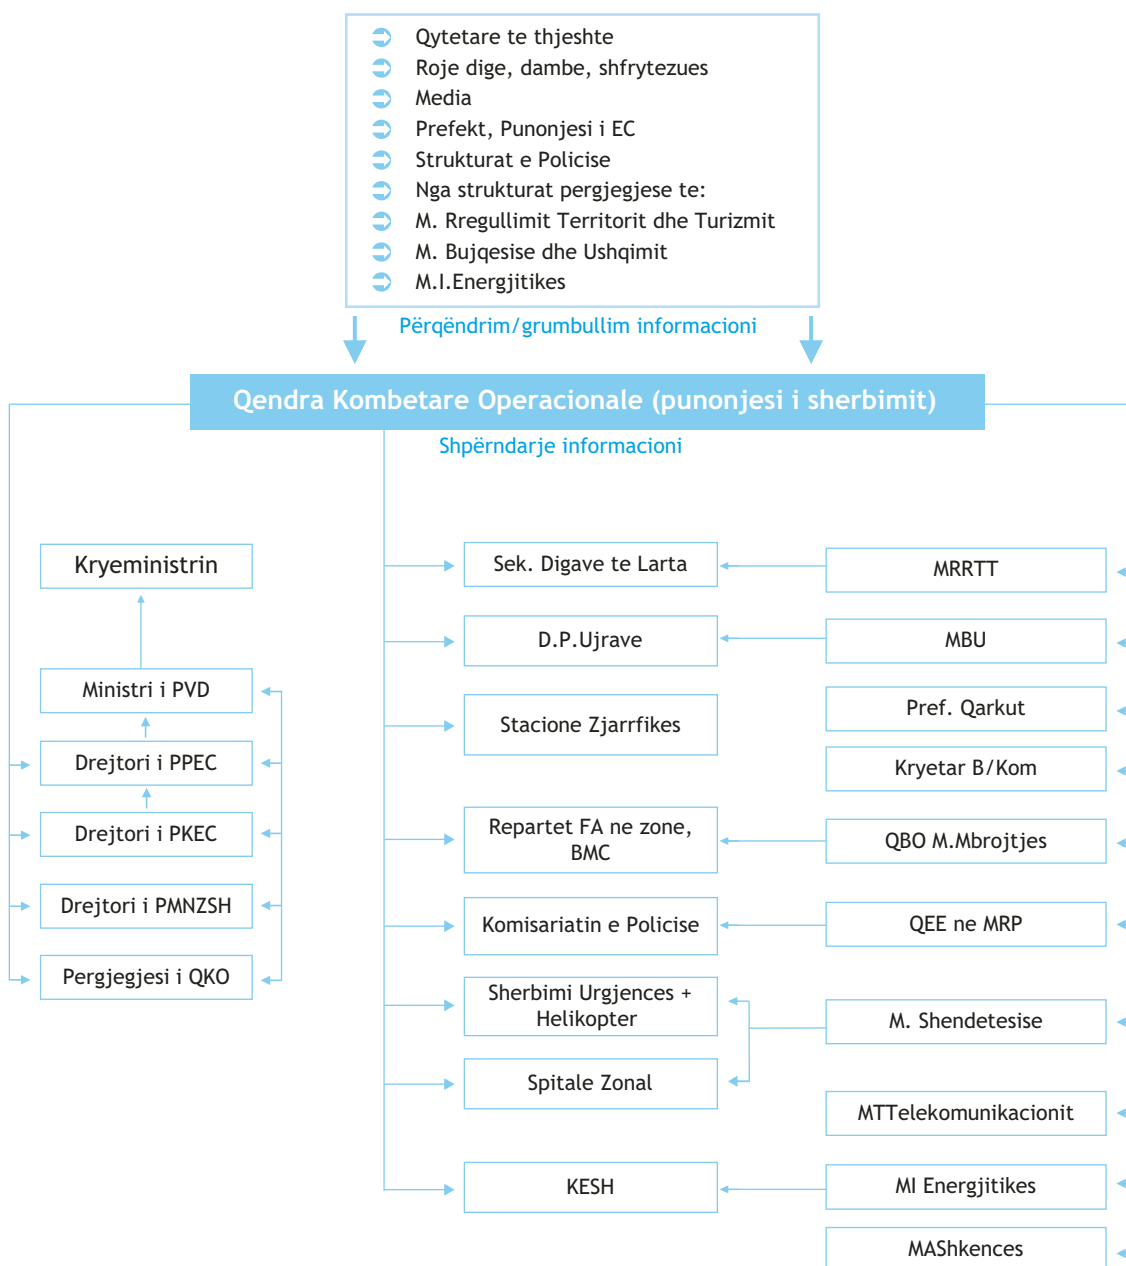 Qytetare te thjeshte
Roje dige, dambe, shfrytezues
Media
Prefekt, Punonjesi i EC
Strukturat e Policise
Nga strukturat pergjegjese te:
M. Rregullimit Territorit dhe Turizmit
M. Bujqesise dhe Ushqimit
M.I.Energjitikes
Përqëndrim/grumbullim informacioni
Qendra Kombetare Operacionale (punonjesi i sherbimit)
Shpërndarje informacioni
Kryeministrin
Ministri i PVD
Drejtori i PPEC
Drejtori i PKEC
Drejtori i PMNZSH
Pergjegjesi i QKO
Sek. Digave te Larta
D.P.Ujrave
Stacione Zjarrfikes
Repartet FA ne zone,
BMC
Komisariatin e Policise
Sherbimi Urgjences +
Helikopter
Spitale Zonal
KESH
MRRTT
MBU
Pref. Qarkut
Kryetar B/Kom
QBO M.Mbrojtjes
QEE ne MRP
M. Shendetesise
MTTelekomunikacionit
MI Energjitikes
MAShkences